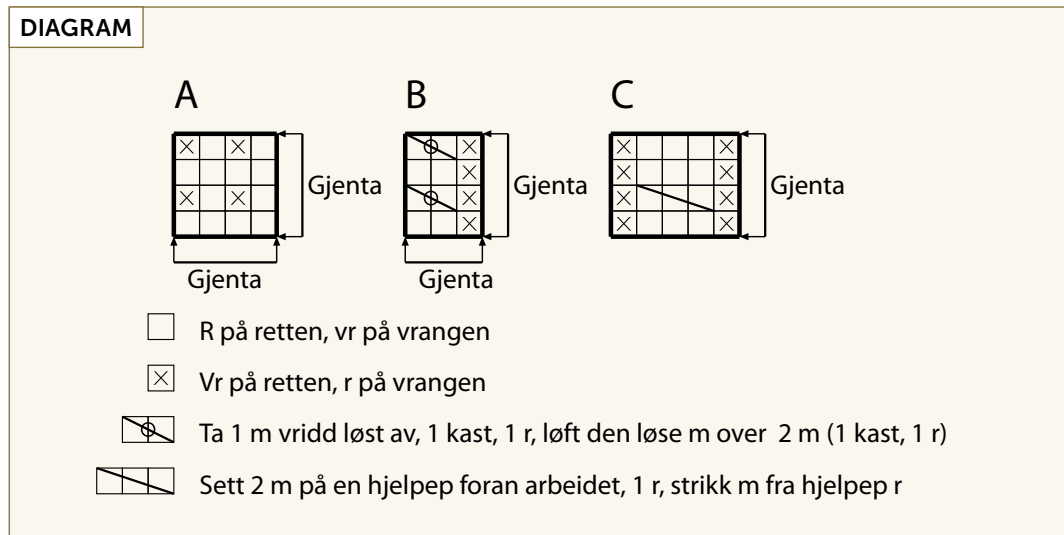 DIAGRAM
A B C
Gjenta Gjenta Gjenta
Gjenta Gjenta
R på retten, vr på vrangen
Vr på retten, r på vrangen
Ta 1 m vridd løst av, 1 kast, 1 r, løft den løse m over 2 m (1 kast, 1 r)
Sett 2 m på en hjelpep foran arbeidet, 1 r, strikk m fra hjelpep r